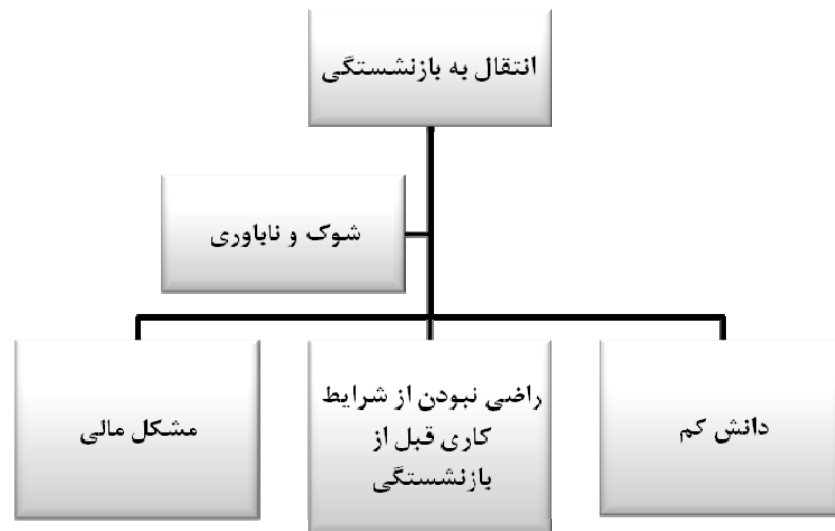 انتقال به بازنشستگی
شوک و ناباوری
دانش کم
راضی نبودن از شرایط
کاری قبل از
بازنشستگی
مشکل مالی